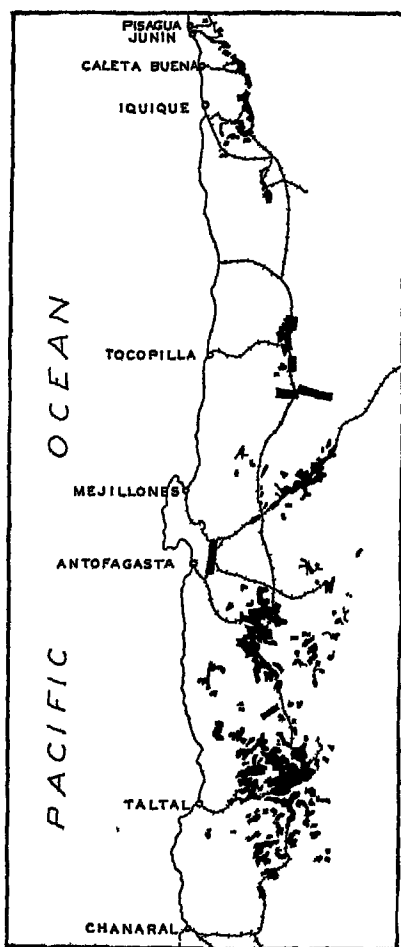 PISAGUA
JUNIN
CALETA BUENA
IQUIQUE
TOCOPILLA
MEJILLONES
ANTOFAGASTA
TALTAL
CHANARAL
PACIFIC OCEAN